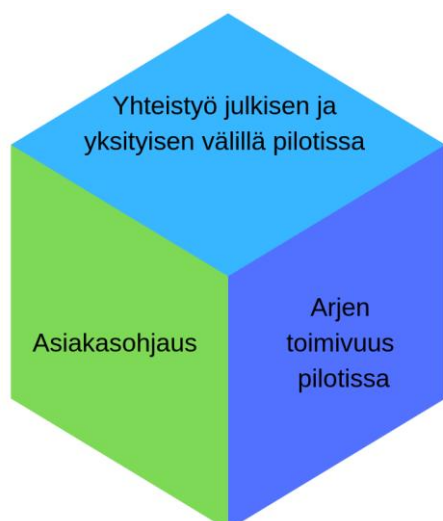 Yhteistyö julkisen ja
yksityisen välillä pilotissa
Asiakasohjaus
Arjen
toimivuus
pilotissa